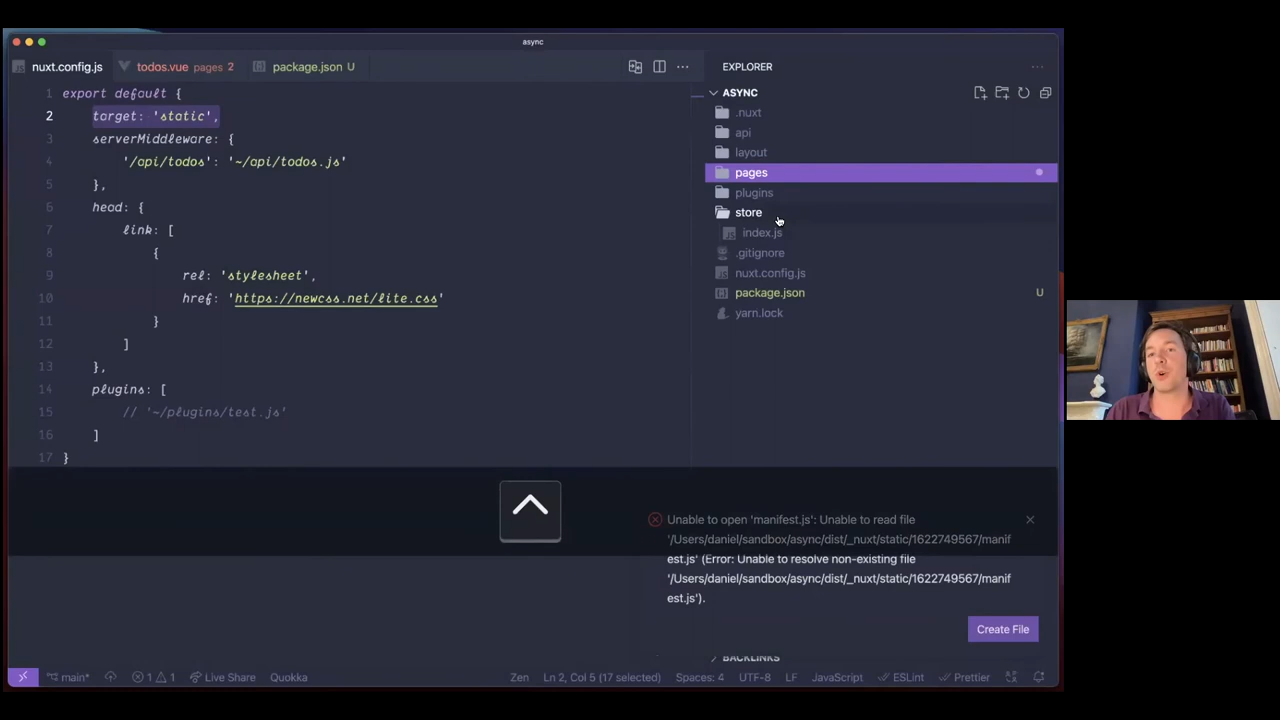 async
nuxt.config.js
todos.vue pages 2
package.json U
1 export default {
2 target: 'static',
3 serverMiddleware: {
4 '/api/todos': '~/api/todos.js'
5 },
6 head: {
7 link: [
8 {
9 rel: 'stylesheet',
10 href: 'https://newcss.net/lite.css'
11 }
12 ]
13 },
14 plugins: [
15 // '~/plugins/test.js'
16 ]
17 }
EXPLORER
ASYNC
.nuxt
api
layout
pages
plugins
store
index.js
.gitignore
nuxt.config.js
package.json U
yarn.lock
Unable to open 'manifest.js': Unable to read file
'/Users/daniel/sandbox/async/dist/_nuxt/static/1622749567/manif
est.js' (Error: Unable to resolve non-existing file
'/Users/daniel/sandbox/async/dist/_nuxt/static/1622749567/manif
est.js').
Create File
BACKLINKS
main* 1 1 Live Share Quokka Zen Ln 2, Col 5 (17 selected) Spaces: 4 UTF-8 LF JavaScript ESLint Prettier